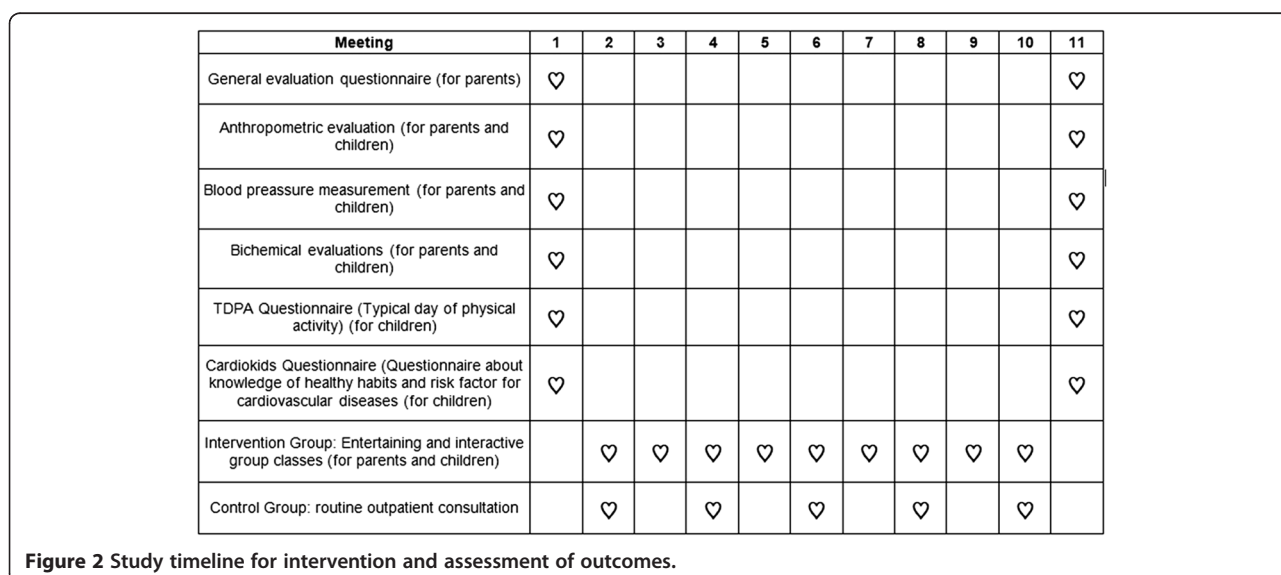 Meeting 1 2 3 4 5 6 7 8 9 10 11
General evaluation questionnaire (for parents) ♡ ♡
Anthropometric evaluation (for parents and
children) ♡ ♡
Blood preassure measurement (for parents and
children) ♡ ♡
Bichemical evaluations (for parents and
children) ♡ ♡
TDPA Questionnaire (Typical day of physical
activity) (for children) ♡ ♡
Cardiokids Questionnaire (Questionnaire about
knowledge of healthy habits and risk factor for
cardiovascular diseases (for children) ♡ ♡
Intervention Group: Entertaining and interactive
group classes (for parents and children) ♡ ♡ ♡ ♡ ♡ ♡ ♡ ♡ ♡
Control Group: routine outpatient consultation ♡ ♡ ♡ ♡ ♡
Figure 2 Study timeline for intervention and assessment of outcomes.